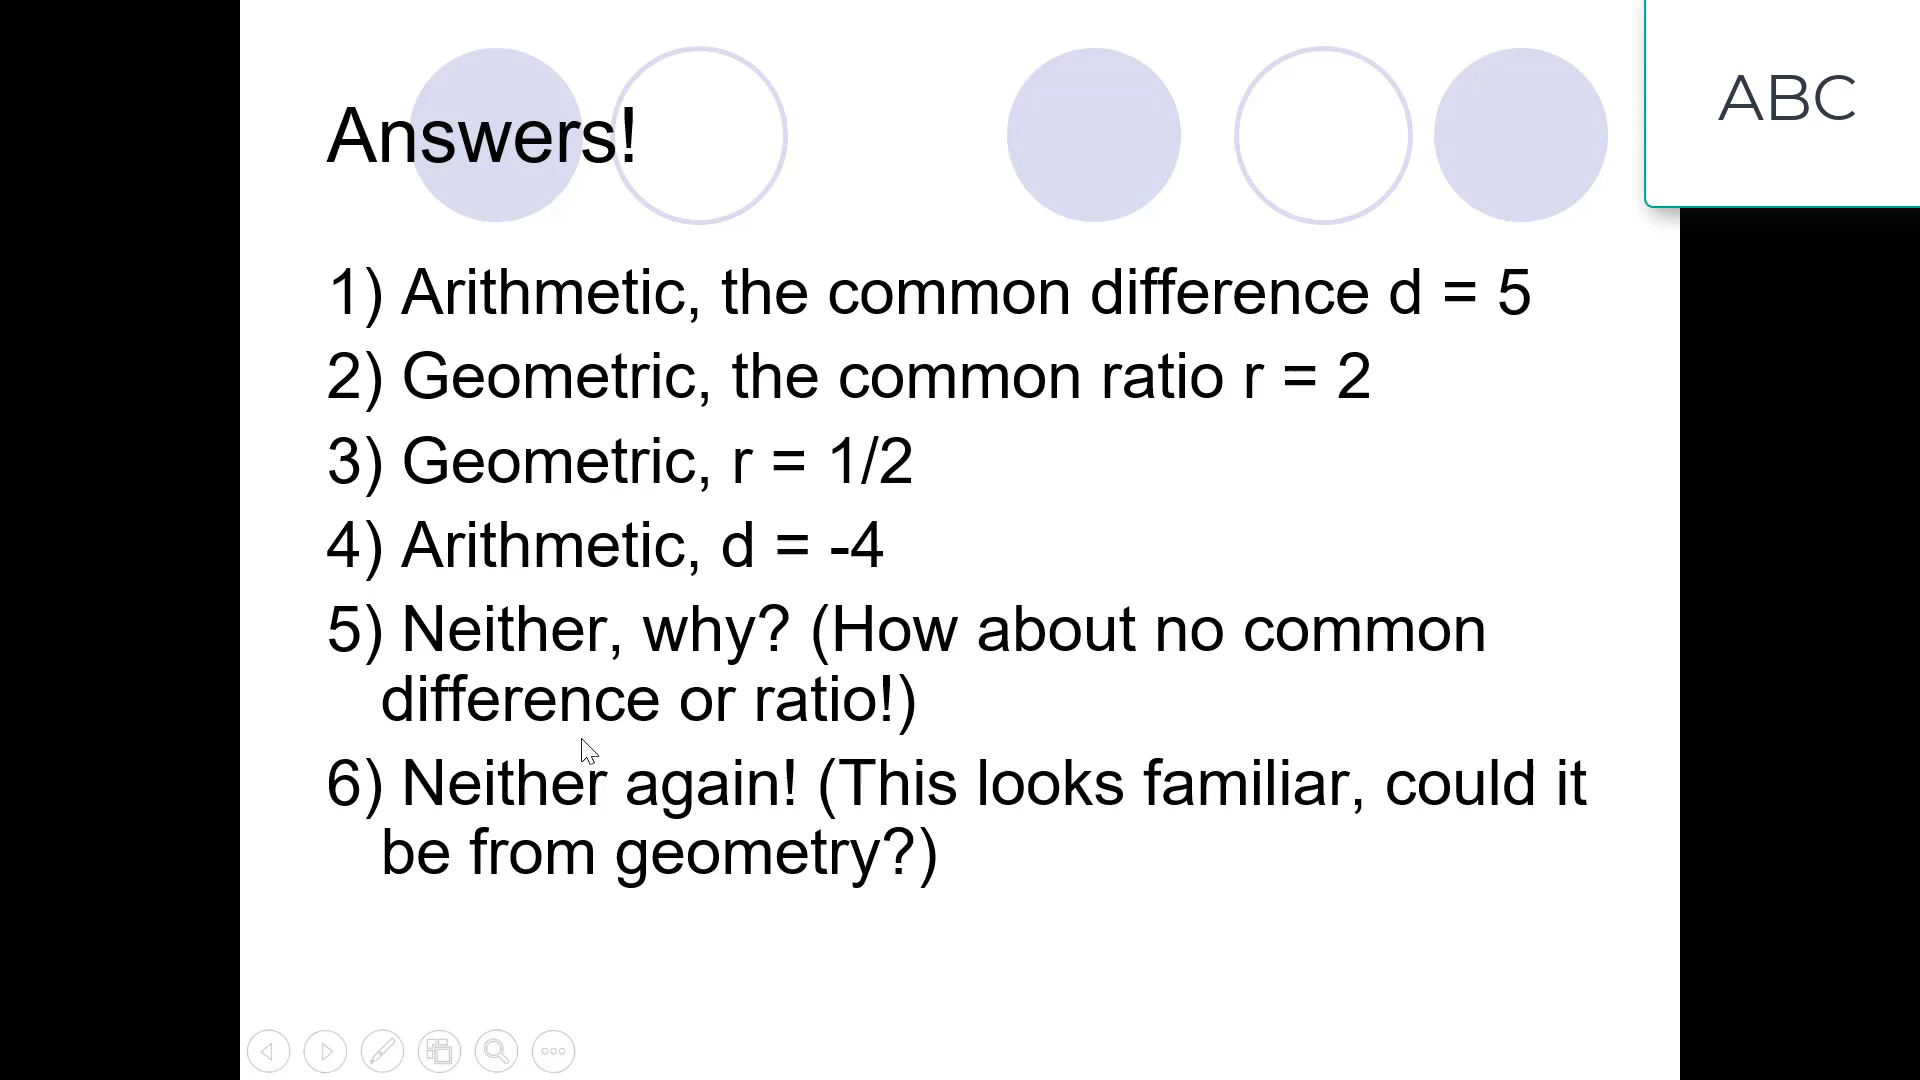 ABC
Answers!
1) Arithmetic, the common difference d = 5
2) Geometric, the common ratio r = 2
3) Geometric, r = 1/2
4) Arithmetic, d = -4
5) Neither, why? (How about no common
difference or ratio!)
6) Neither again! (This looks familiar, could it
be from geometry?)